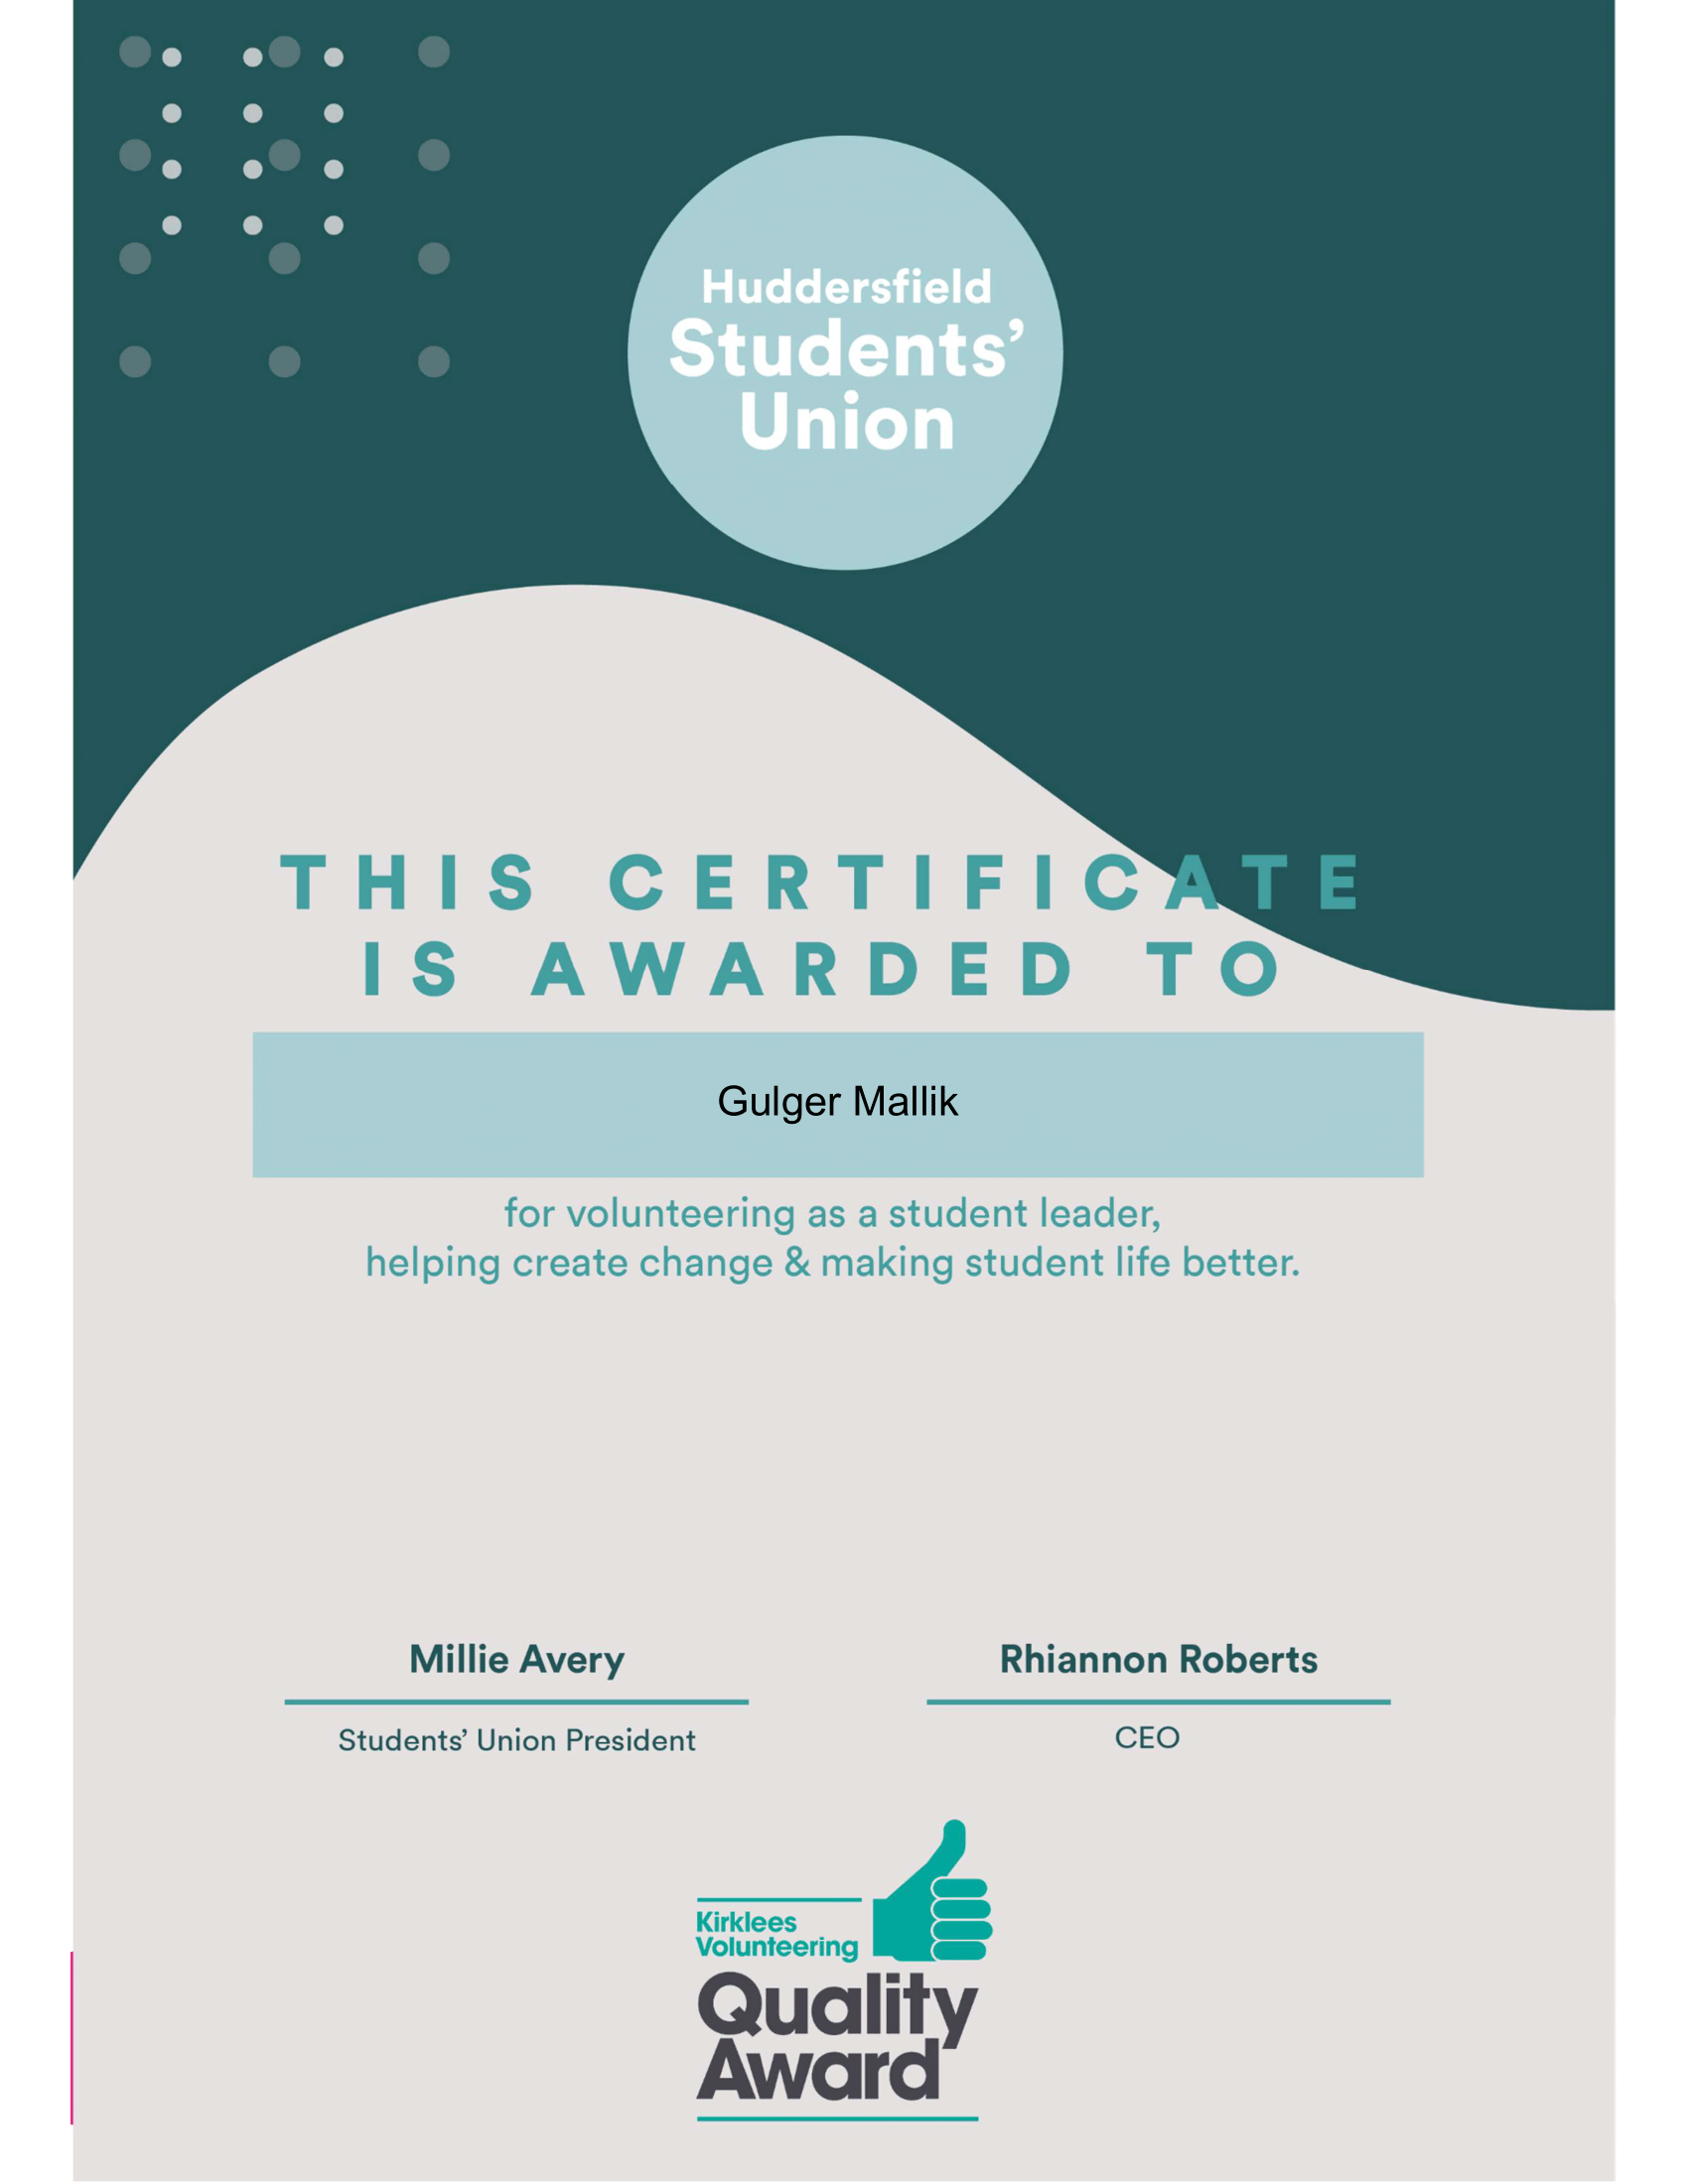 Huddersfield
Students’
Union
THIS CERTIFICATE
IS AWARDED TO
Gulger Mallik
for volunteering as a student leader,
helping create change & making student life better.
Millie Avery
Rhiannon Roberts
Students’ Union President
CEO
Kirklees
Volunteering
Quality
Award